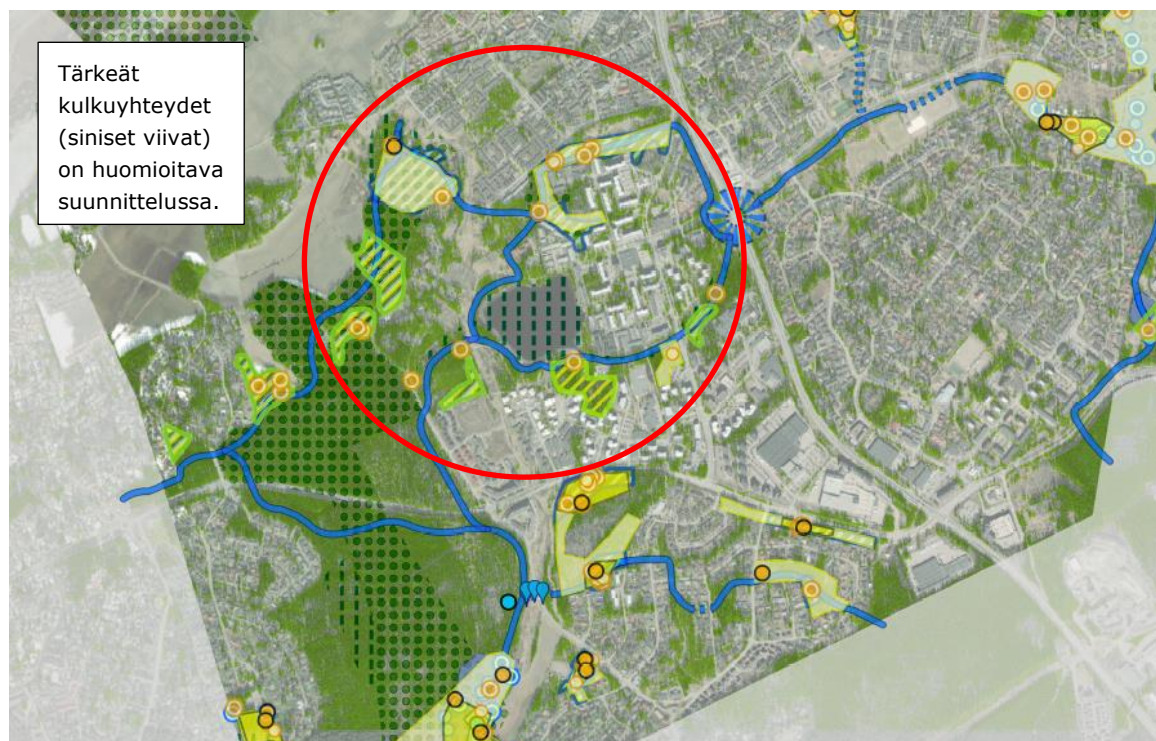 Tärkeät
kulkuyhteydet
(siniset viivat)
on huomioitava
suunnittelussa.